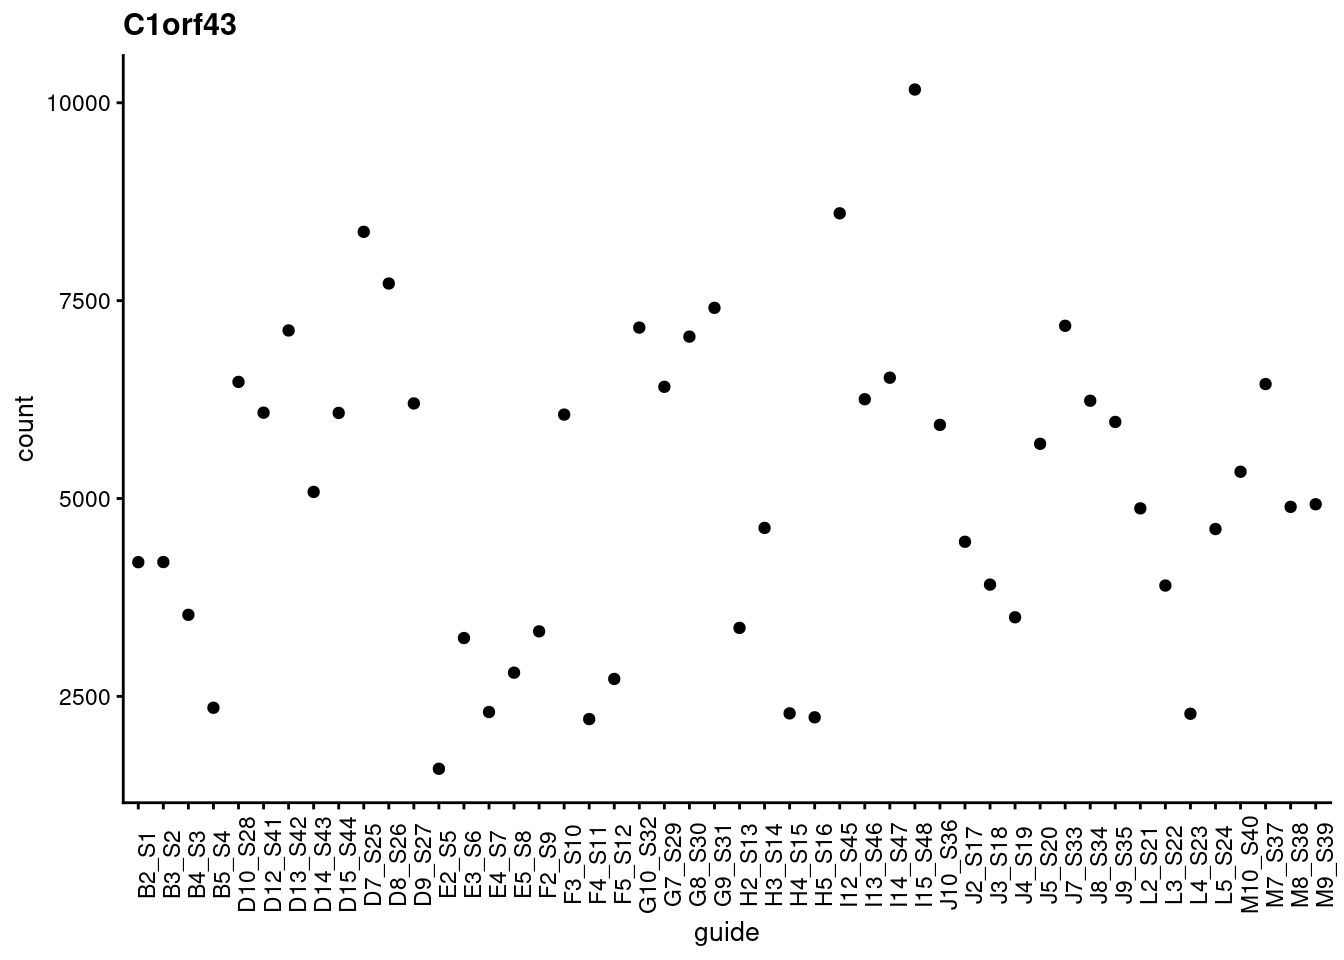 C1orf43
10000
7500
5000
2500
count
B2_S1
B3_S2
B4_S3
B5_S4
D10_S28
D12_S41
D13_S42
D14_S43
D15_S44
D7_S25
D8_S26
D9_S27
E2_S5
E3_S6
E4_S7
E5_S8
F2_S9
F3_S10
F4_S11
F5_S12
G10_S32
G7_S29
G8_S30
G9_S31
H2_S13
H3_S14
H4_S15
H5_S16
I12_S45
I13_S46
I14_S47
I15_S48
J10_S36
J2_S17
J3_S18
J4_S19
J5_S20
J7_S33
J8_S34
J9_S35
L2_S21
L3_S22
L4_S23
L5_S24
M10_S40
M7_S37
M8_S38
M9_S39
guide